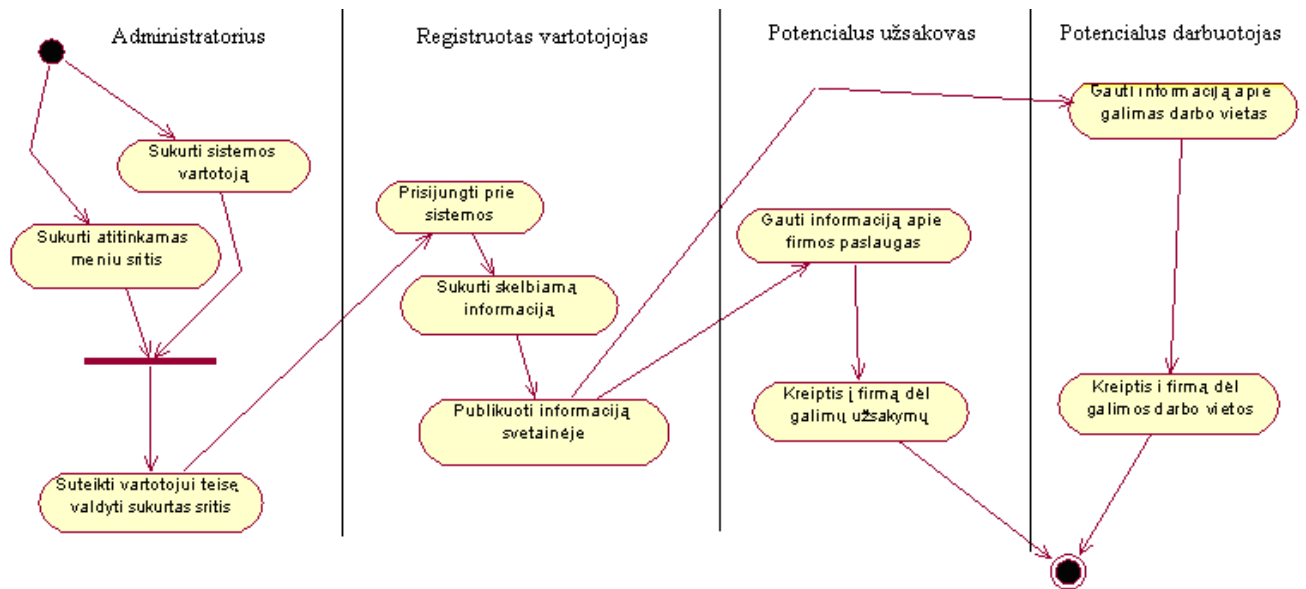 Administratorius
Registruotas vartotojojas
Potencialus užsakovas
Potencialus darbuotojas
Sukurti sistemos
vartotoją
Sukurti atitinkamas
meniu sritis
Suteikti vartotojui teisę
valdyti sukurtas sritis
Prisijungti prie
sistemos
Sukurti skelbiamą
informaciją
Publikuoti informaciją
svetainėje
Gauti informaciją apie
firmos paslaugas
Kreiptis į firmą dėl
galimų užsakymų
Gauti informaciją apie
galimas darbo vietas
Kreiptis i firmą dėl
galimos darbo vietos